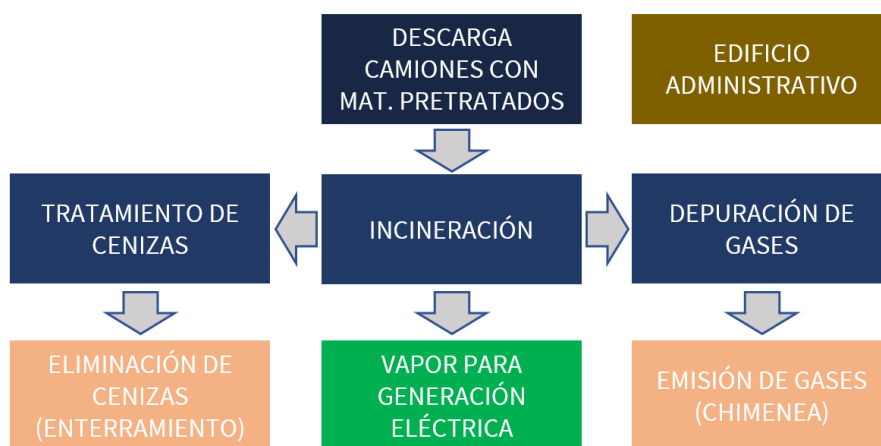 DESCARGA
CAMIONES CON
MAT. PRETRATADOS
EDIFICIO
ADMINISTRATIVO
TRATAMIENTO DE
CENIZAS
INCINERACIÓN
DEPURACIÓN DE
GASES
ELIMINACIÓN DE
CENIZAS
(ENTERRAMIENTO)
VAPOR PARA
GENERACIÓN
ELÉCTRICA
EMISIÓN DE GASES
(CHIMENEA)